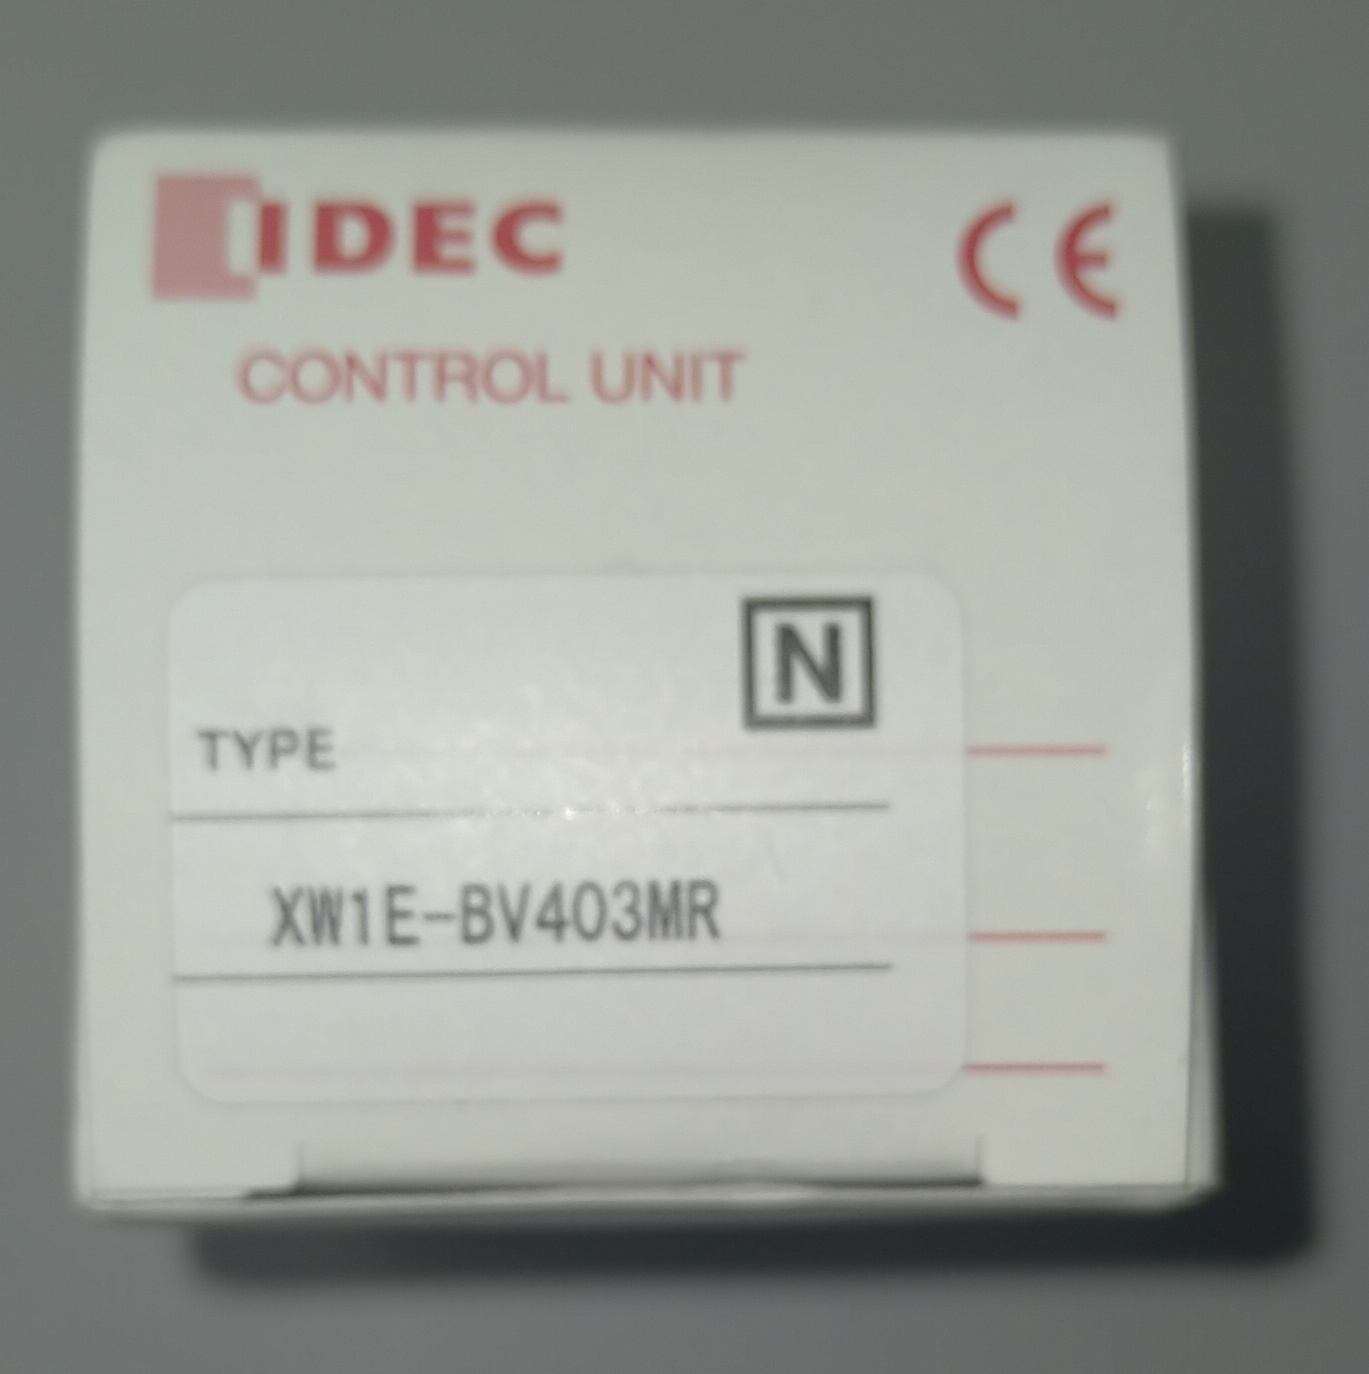 IDEC
CE
CONTROL UNIT
N
TYPE
XW1E-BV403MR